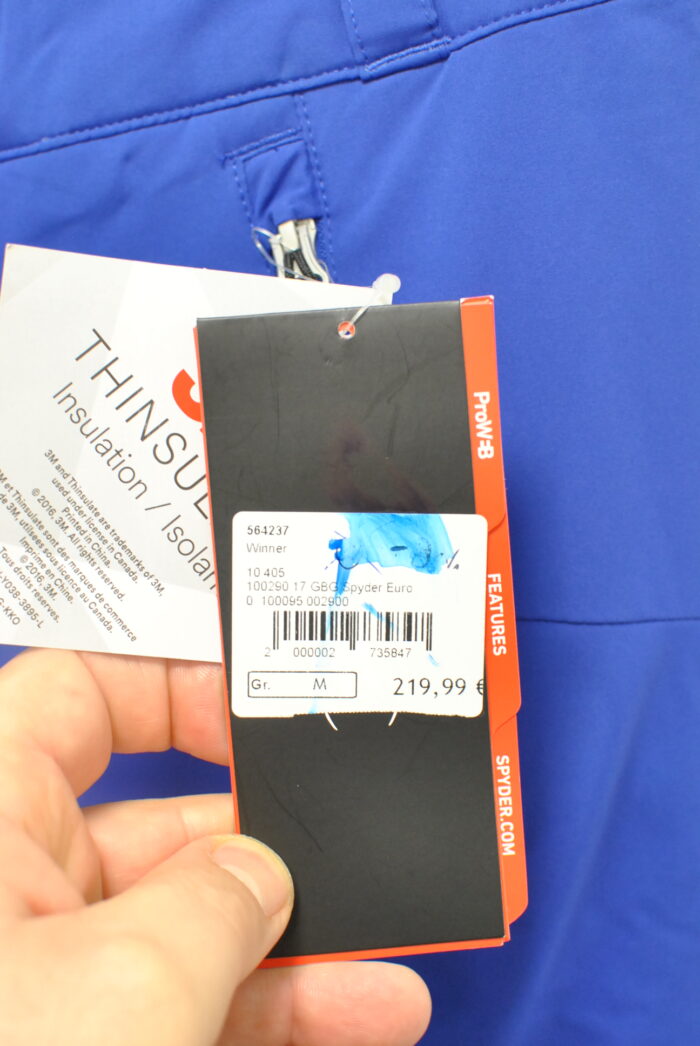 THINSUL
Insulation / Isolan
3M and Thinsulate are trademarks of 3M,
used under license in Canada.
Printed in China.
© 2016, 3M. All rights reserved.
3M et Thinsulate sont des marques de commerce
de 3M, utilisées sous licence au Canada.
Imprimé en Chine.
© 2016, 3M.
Tous droits réservés.
ProW=B
FEATURES
SPYDER.COM
564237
Winner
10 405
100290 17 GBG Spyder Euro
0 100095 002900
2 000002 735847
Gr. M
219,99 €